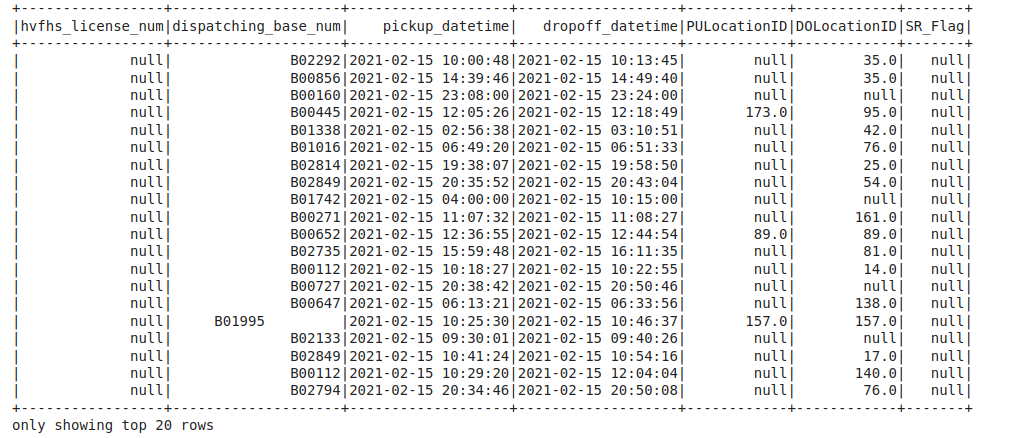 +-----------------+--------------------+-------------------+-------------------+------------+------------+-------+
|hvfhs_license_num|dispatching_base_num|    pickup_datetime|   dropoff_datetime|PULocationID|DOLocationID|SR_Flag|
+-----------------+--------------------+-------------------+-------------------+------------+------------+-------+
|             null|              B02292|2021-02-15 10:00:48|2021-02-15 10:13:45|        null|        35.0|   null|
|             null|              B00856|2021-02-15 14:39:46|2021-02-15 14:49:40|        null|        35.0|   null|
|             null|              B00160|2021-02-15 23:08:00|2021-02-15 23:24:00|        null|        null|   null|
|             null|              B00445|2021-02-15 12:05:26|2021-02-15 12:18:49|       173.0|        95.0|   null|
|             null|              B01338|2021-02-15 02:56:38|2021-02-15 03:10:51|        null|        42.0|   null|
|             null|              B01016|2021-02-15 06:49:20|2021-02-15 06:51:33|        null|        76.0|   null|
|             null|              B02814|2021-02-15 19:38:07|2021-02-15 19:58:50|        null|        25.0|   null|
|             null|              B02849|2021-02-15 20:35:52|2021-02-15 20:43:04|        null|        54.0|   null|
|             null|              B01742|2021-02-15 04:00:00|2021-02-15 10:15:00|        null|        null|   null|
|             null|              B00271|2021-02-15 11:07:32|2021-02-15 11:08:27|        null|       161.0|   null|
|             null|              B00652|2021-02-15 12:36:55|2021-02-15 12:44:54|        89.0|        89.0|   null|
|             null|              B02735|2021-02-15 15:59:48|2021-02-15 16:11:35|        null|        81.0|   null|
|             null|              B00112|2021-02-15 10:18:27|2021-02-15 10:22:55|        null|        14.0|   null|
|             null|              B00727|2021-02-15 20:38:42|2021-02-15 20:50:46|        null|        null|   null|
|             null|              B00647|2021-02-15 06:13:21|2021-02-15 06:33:56|        null|       138.0|   null|
|             null|     B01995         |2021-02-15 10:25:30|2021-02-15 10:46:37|       157.0|       157.0|   null|
|             null|              B02133|2021-02-15 09:30:01|2021-02-15 09:40:26|        null|        null|   null|
|             null|              B02849|2021-02-15 10:41:24|2021-02-15 10:54:16|        null|        17.0|   null|
|             null|              B00112|2021-02-15 10:29:20|2021-02-15 12:04:04|        null|       140.0|   null|
|             null|              B02794|2021-02-15 20:34:46|2021-02-15 20:50:08|        null|        76.0|   null|
+-----------------+--------------------+-------------------+-------------------+------------+------------+-------+
only showing top 20 rows